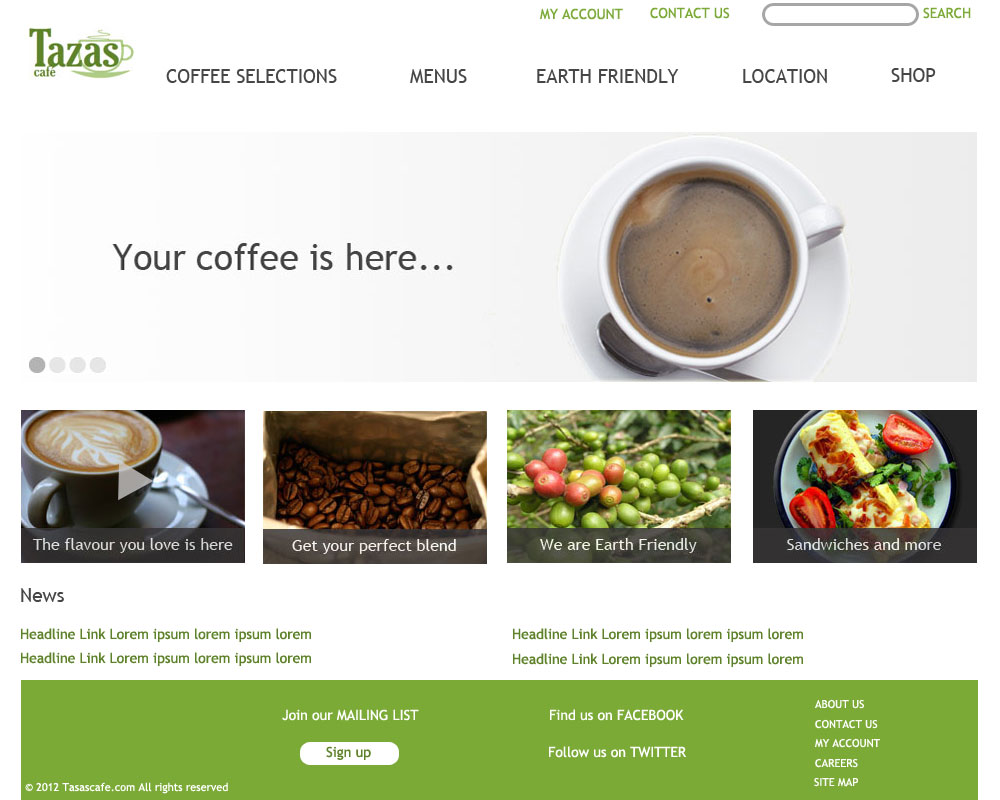 MY ACCOUNT CONTACT US SEARCH
Tazas
café
COFFEE SELECTIONS MENUS EARTH FRIENDLY LOCATION SHOP
Your coffee is here...
The flavour you love is here
Get your perfect blend
We are Earth Friendly
Sandwiches and more
News
Headline Link Lorem ipsum lorem ipsum lorem
Headline Link Lorem ipsum lorem ipsum lorem
Headline Link Lorem ipsum lorem ipsum lorem
Headline Link Lorem ipsum lorem ipsum lorem
Join our MAILING LIST
Sign up
Find us on FACEBOOK
Follow us on TWITTER
ABOUT US
CONTACT US
MY ACCOUNT
CAREERS
SITE MAP
© 2012 Tasascafe.com All rights reserved